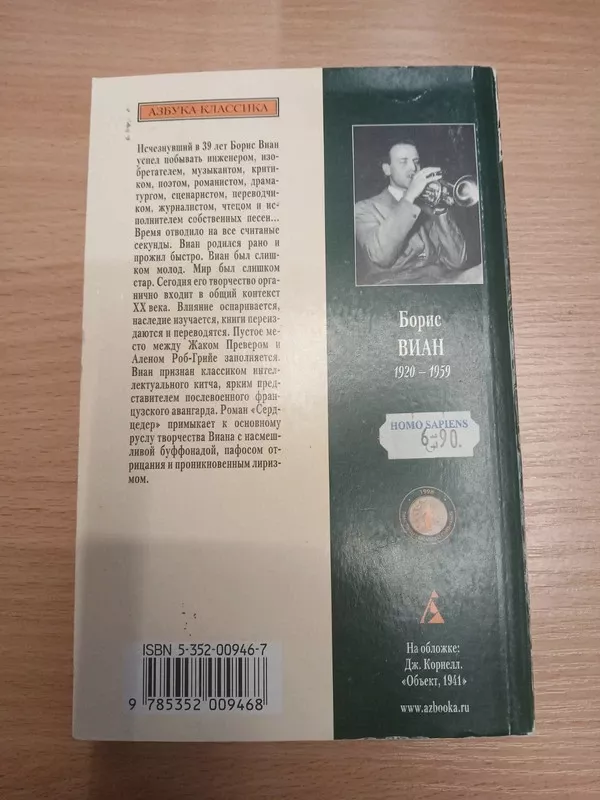 АЗБУКА-КЛАССИКА
Исчезнувший в 39 лет Борис Виан
успел побывать инженером, изо-
бретателем, музыкантом, крити-
ком, поэтом, романистом, драма-
тургом, сценаристом, переводчи-
ком, журналистом, чтецом и ис-
полнителем собственных песен...
Время отводило на все считаные
секунды. Виан родился рано и
прожил быстро. Виан был слиш-
ком молод. Мир был слишком
стар. Сегодня его творчество орга-
нично входит в общий контекст
XX века. Влияние оспаривается,
наследие изучается, книги переиз-
даются и переводятся. Пустое ме-
сто между Жаком Превером и
Аленом Роб-Грийе заполняется.
Виан признан классиком интел-
лектуального китча, ярким пред-
ставителем послевоенного фран-
цузского авангарда. Роман «Серд-
цедер» примыкает к основному
руслу творчества Виана с насмеш-
ливой буффонадой, пафосом от-
рицания и проникновенным лириз-
мом.
ISBN 5-352-00946-7
9 785352 009468
Борис
ВИАН
1920 – 1959
HOMO SAPIENS
6-90.
1998
На обложке:
Дж. Корнелл.
«Объект, 1941»
www.azbooka.ru